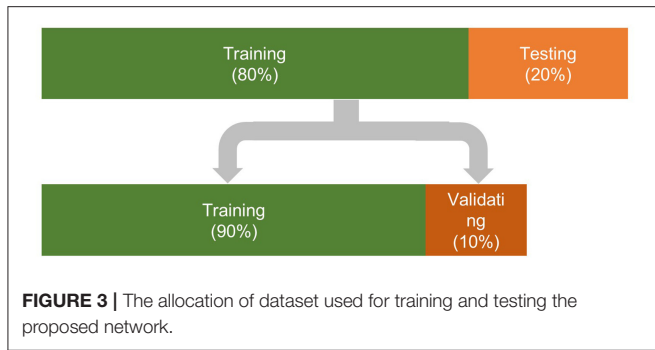 Training
(80%)
Testing
(20%)
Training
(90%)
Validati
ng
(10%)
FIGURE 3 | The allocation of dataset used for training and testing the
proposed network.